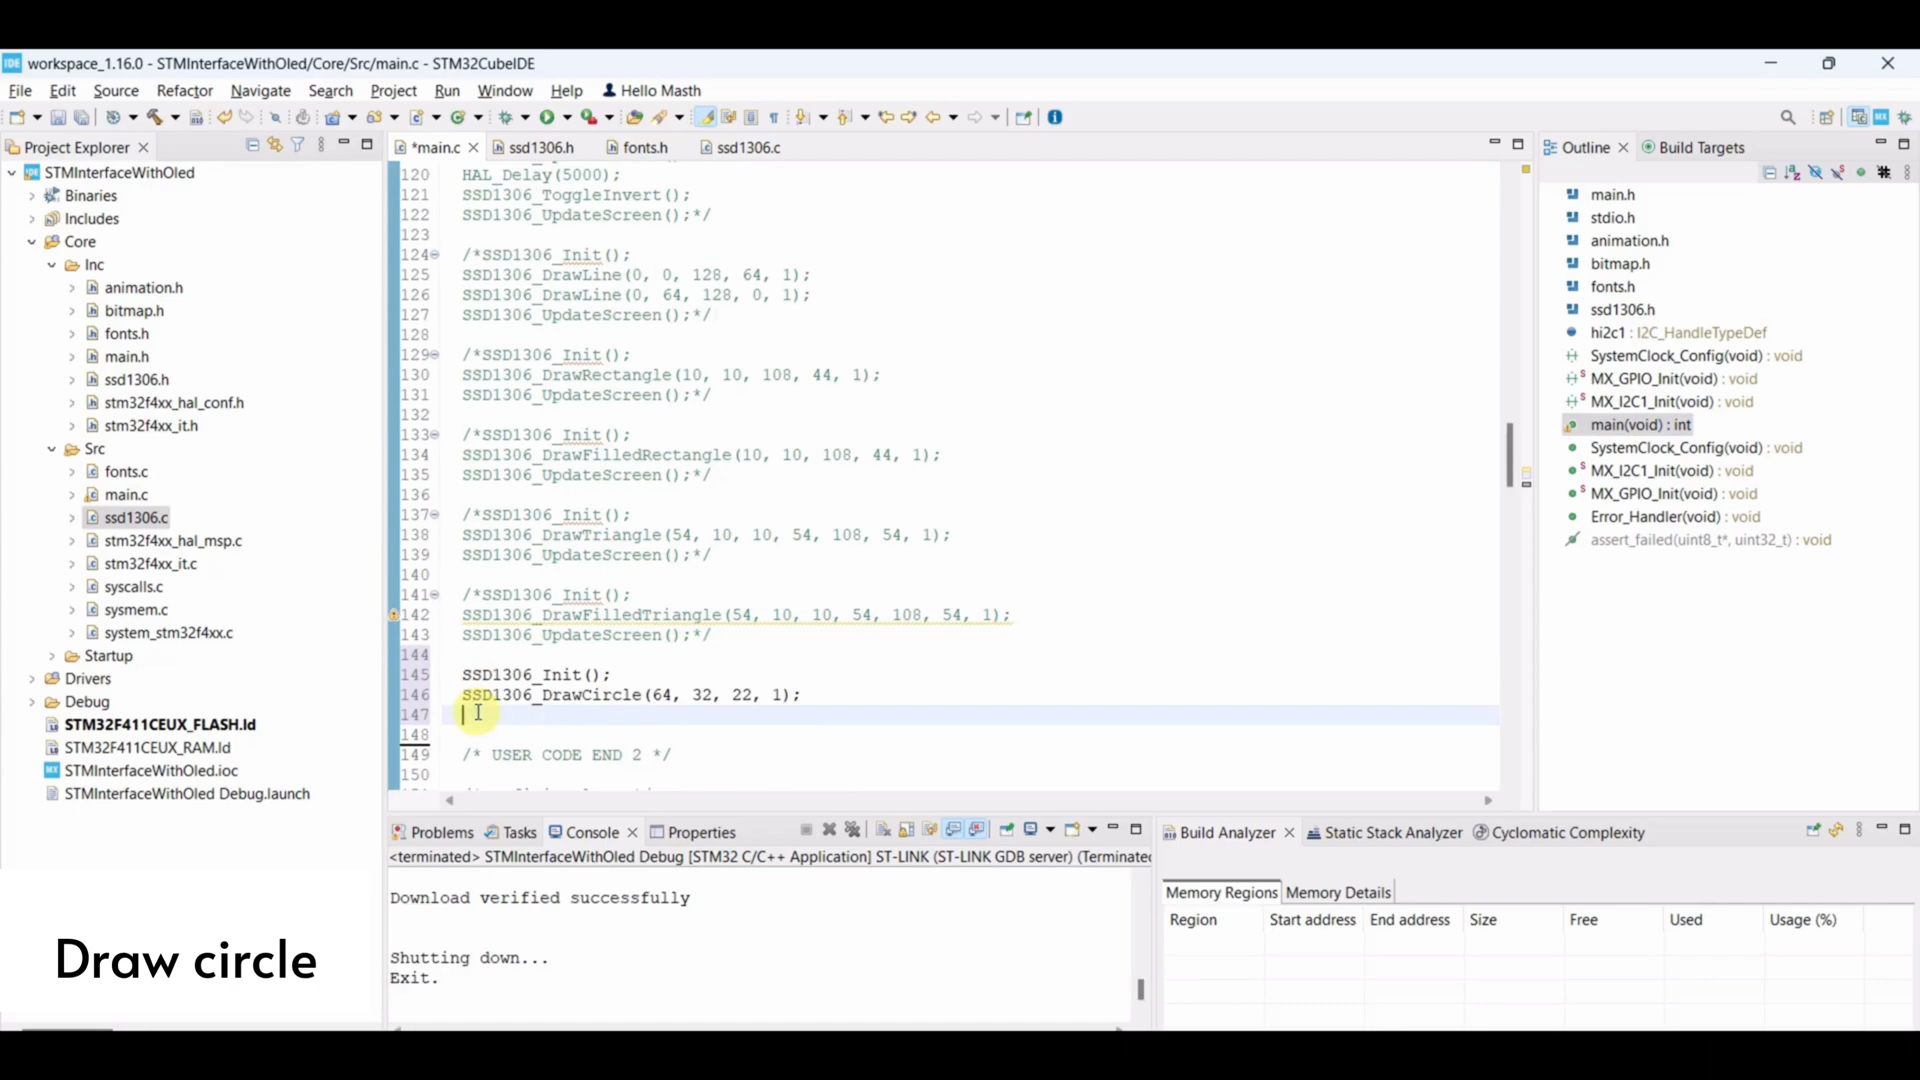 workspace_1.16.0 - STMInterfaceWithOled/Core/Src/main.c - STM32CubeIDE
File Edit Source Refactor Navigate Search Project Run Window Help Hello Masth
Project Explorer
STMInterfaceWithOled
Binaries
Includes
Core
Inc
animation.h
bitmap.h
fonts.h
main.h
ssd1306.h
stm32f4xx_hal_conf.h
stm32f4xx_it.h
Src
fonts.c
main.c
ssd1306.c
stm32f4xx_hal_msp.c
stm32f4xx_it.c
syscalls.c
sysmem.c
system_stm32f4xx.c
Startup
Drivers
Debug
STM32F411CEUX_FLASH.ld
STM32F411CEUX_RAM.ld
STMInterfaceWithOled.ioc
STMInterfaceWithOled Debug.launch
*main.c ssd1306.h fonts.h ssd1306.c
120 HAL_Delay(5000);
121 SSD1306_ToggleInvert();
122 SSD1306_UpdateScreen();*/
123
124 /*SSD1306_Init();
125 SSD1306_DrawLine(0, 0, 128, 64, 1);
126 SSD1306_DrawLine(0, 64, 128, 0, 1);
127 SSD1306_UpdateScreen();*/
128
129 /*SSD1306_Init();
130 SSD1306_DrawRectangle(10, 10, 108, 44, 1);
131 SSD1306_UpdateScreen();*/
132
133 /*SSD1306_Init();
134 SSD1306_DrawFilledRectangle(10, 10, 108, 44, 1);
135 SSD1306_UpdateScreen();*/
136
137 /*SSD1306_Init();
138 SSD1306_DrawTriangle(54, 10, 10, 54, 108, 54, 1);
139 SSD1306_UpdateScreen();*/
140
141 /*SSD1306_Init();
142 SSD1306_DrawFilledTriangle(54, 10, 10, 54, 108, 54, 1);
143 SSD1306_UpdateScreen();*/
144
145 SSD1306_Init();
146 SSD1306_DrawCircle(64, 32, 22, 1);
147
148
149 /* USER CODE END 2 */
150
Outline Build Targets
main.h
stdio.h
animation.h
bitmap.h
fonts.h
ssd1306.h
hi2c1 : I2C_HandleTypeDef
SystemClock_Config(void) : void
MX_GPIO_Init(void) : void
MX_I2C1_Init(void) : void
main(void) : int
SystemClock_Config(void) : void
MX_I2C1_Init(void) : void
MX_GPIO_Init(void) : void
Error_Handler(void) : void
assert_failed(uint8_t*, uint32_t) : void
Problems Tasks Console Properties
<terminated> STMInterfaceWithOled Debug [STM32 C/C++ Application] ST-LINK (ST-LINK GDB server) (Terminated
Download verified successfully
Shutting down...
Exit.
Build Analyzer Static Stack Analyzer Cyclomatic Complexity
Memory Regions Memory Details
Region Start address End address Size Free Used Usage (%)
Draw circle